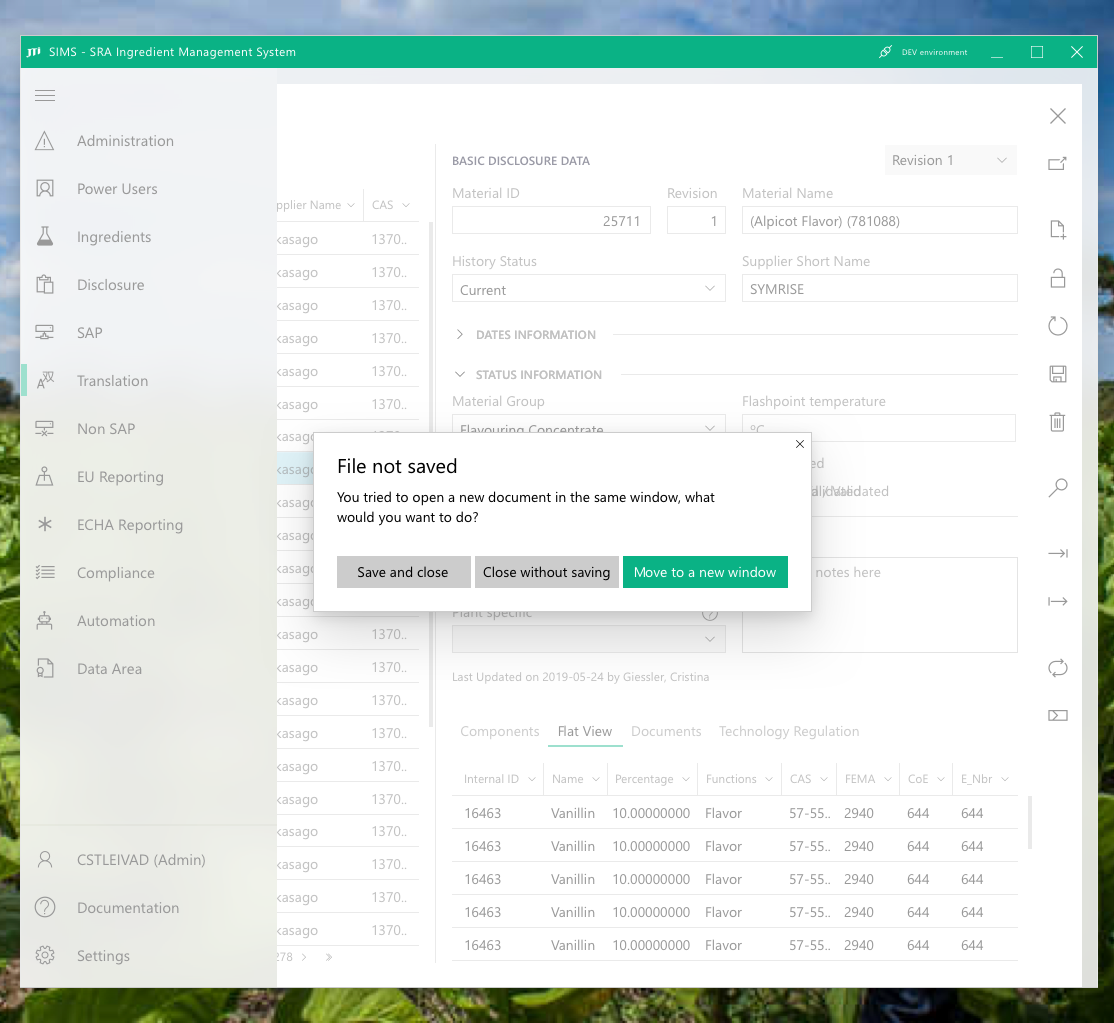 JTI SIMS - SRA Ingredient Management System
DEV environment
Administration
Power Users
Ingredients
Disclosure
SAP
Translation
Non SAP
EU Reporting
ECHA Reporting
Compliance
Automation
Data Area
CSTLEIVAD (Admin)
Documentation
Settings
pplier Name CAS
kasago 1370..
kasago 1370..
kasago 1370..
kasago 1370..
kasago 1370..
kasago 1370..
kasago
kasago
kasago
kasago
kasago
kasago
kasago 1370..
kasago 1370..
kasago 1370..
kasago 1370..
kasago 1370..
kasago 1370..
kasago 1370..
kasago 1370..
kasago 1370..
kasago 1370..
278
BASIC DISCLOSURE DATA
Revision 1
Material ID Revision Material Name
25711 1 (Alpicot Flavor) (781088)
History Status Supplier Short Name
Current SYMRISE
DATES INFORMATION
STATUS INFORMATION
Material Group Flashpoint temperature
Flavouring Concentrate ºC
File not saved
You tried to open a new document in the same window, what
would you want to do?
Save and close Close without saving Move to a new window
notes here
Plant specific
Last Updated on 2019-05-24 by Giessler, Cristina
Components Flat View Documents Technology Regulation
Internal ID Name Percentage Functions CAS FEMA CoE E_Nbr
16463 Vanillin 10.00000000 Flavor 57-55.. 2940 644 644
16463 Vanillin 10.00000000 Flavor 57-55.. 2940 644 644
16463 Vanillin 10.00000000 Flavor 57-55.. 2940 644 644
16463 Vanillin 10.00000000 Flavor 57-55.. 2940 644 644
16463 Vanillin 10.00000000 Flavor 57-55.. 2940 644 644